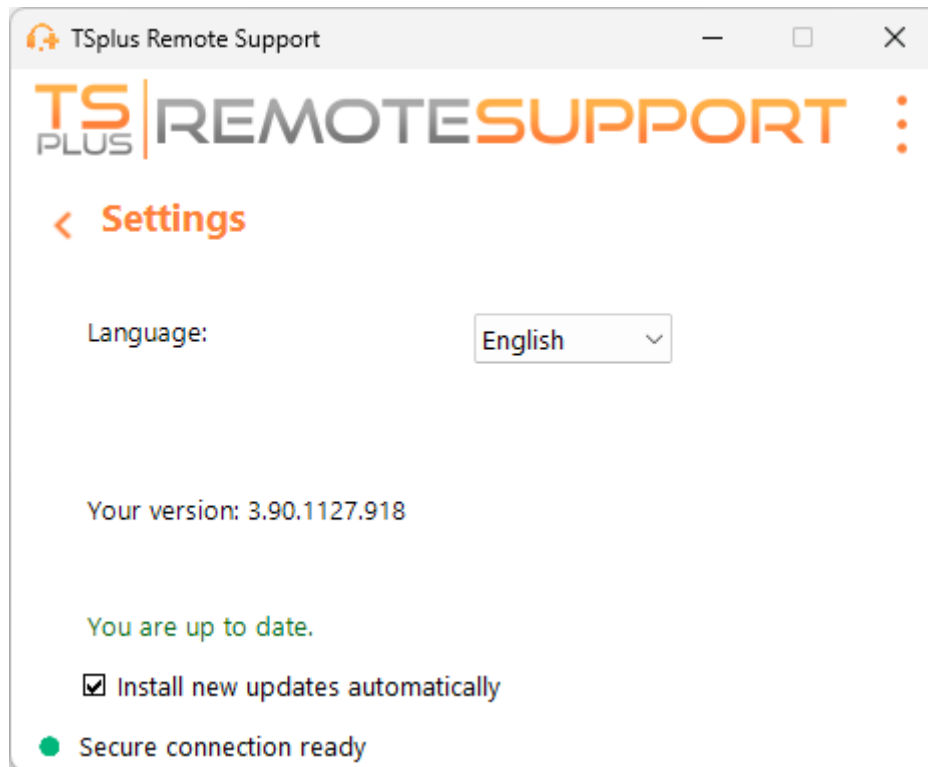 TSplus Remote Support
TS PLUS REMOTESUPPORT
Settings
Language: English
Your version: 3.90.1127.918
You are up to date.
Install new updates automatically
Secure connection ready